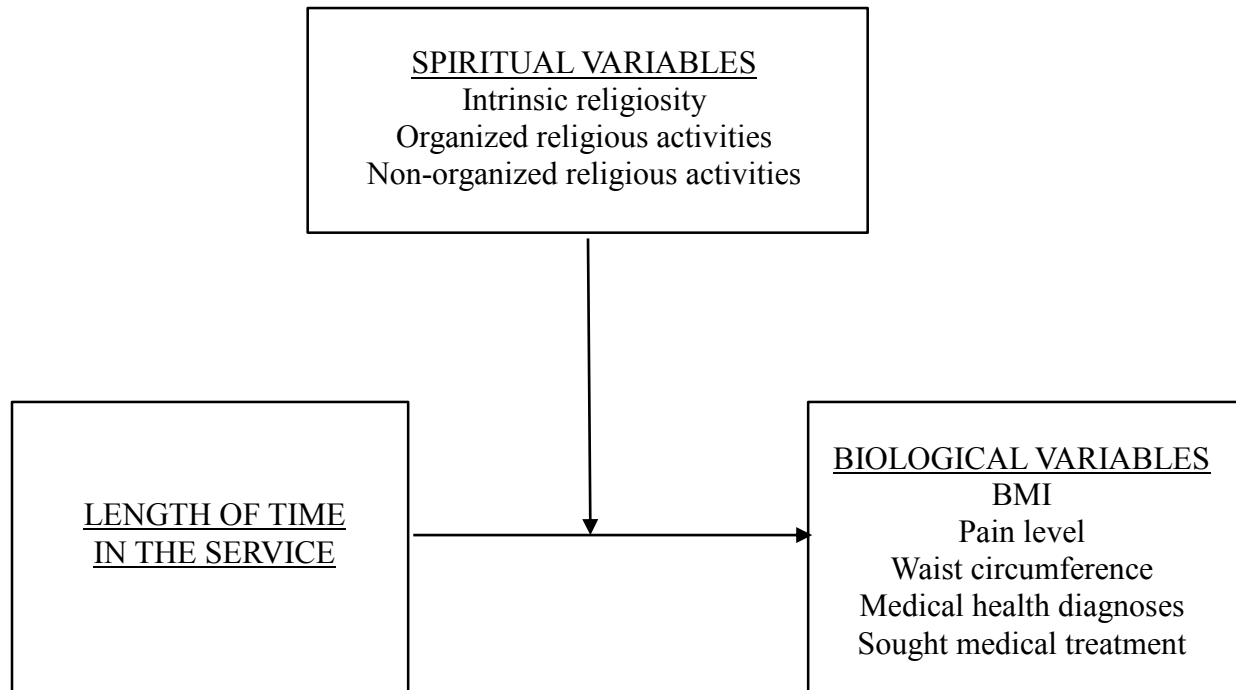 SPIRITUAL VARIABLES
Intrinsic religiosity
Organized religious activities
Non-organized religious activities
LENGTH OF TIME
IN THE SERVICE
BIOLOGICAL VARIABLES
BMI
Pain level
Waist circumference
Medical health diagnoses
Sought medical treatment